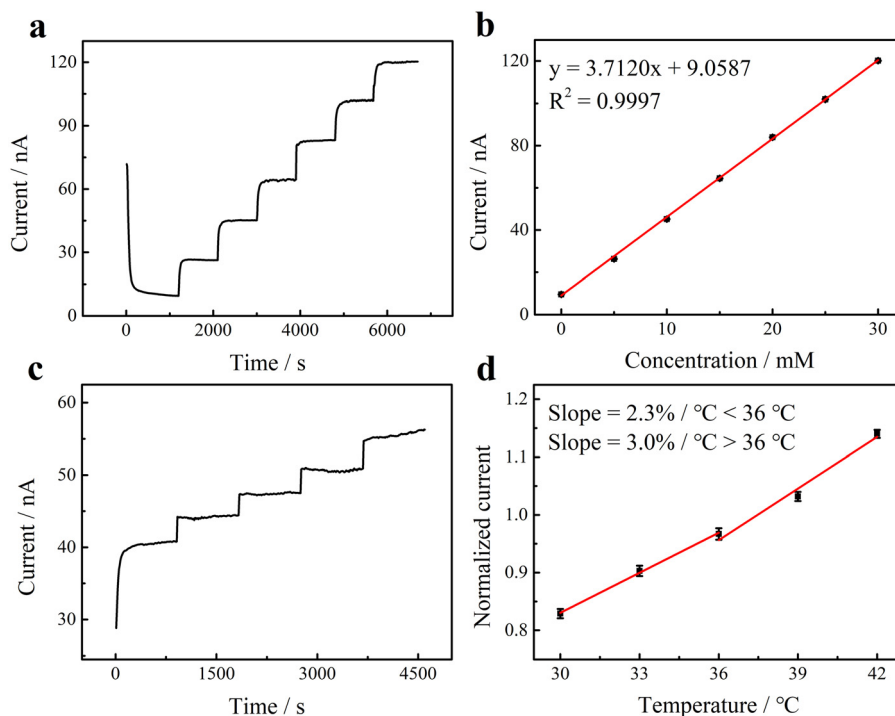 a
120
90
60
30
0
Current / nA
0 2000 4000 6000
Time / s
b
y = 3.7120x + 9.0587
R² = 0.9997
120
80
40
0
Current / nA
0 10 20 30
Concentration / mM
c
60
50
40
30
Current / nA
0 1500 3000 4500
Time / s
d
Slope = 2.3% / °C < 36 °C
Slope = 3.0% / °C > 36 °C
1.2
1.1
1.0
0.9
0.8
Normalized current
30 33 36 39 42
Temperature / °C